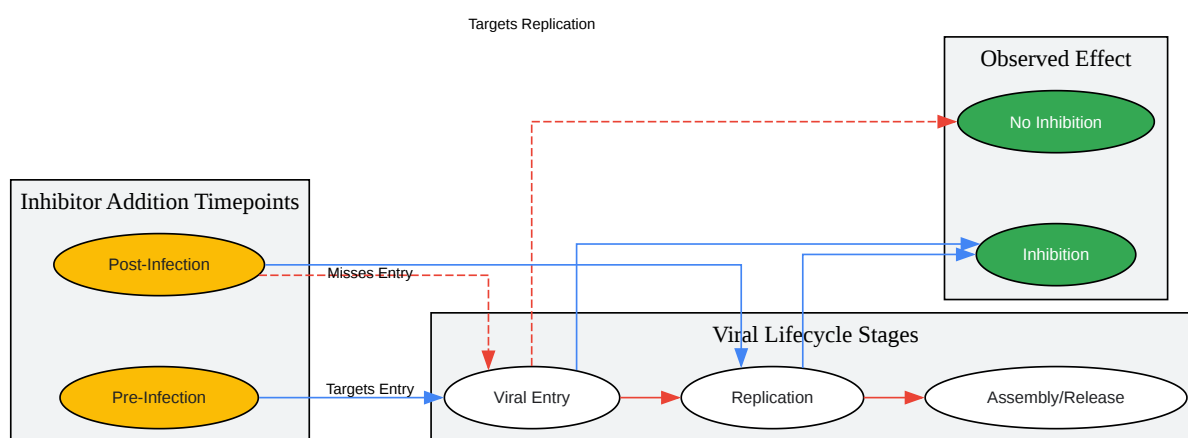 Targets Replication
Observed Effect
No Inhibition
Inhibitor Addition Timepoints
Post-Infection
Misses Entry
Inhibition
Viral Lifecycle Stages
Pre-Infection
Targets Entry
Viral Entry
Replication
Assembly/Release